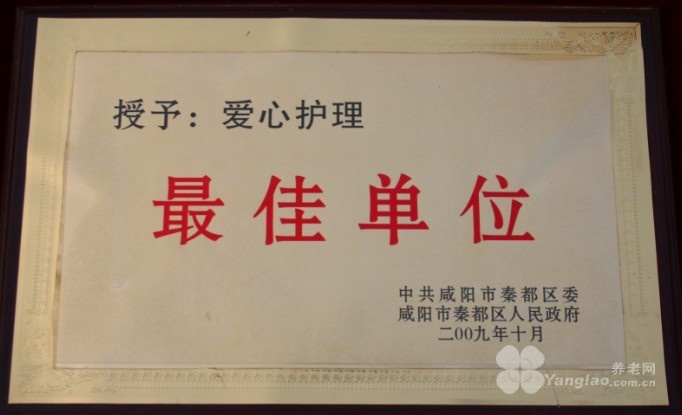 授予：爱心护理
最佳单位
中共咸阳市秦都区委
咸阳市秦都区人民政府
二00九年十月
养老网
Yanglao.com.cn